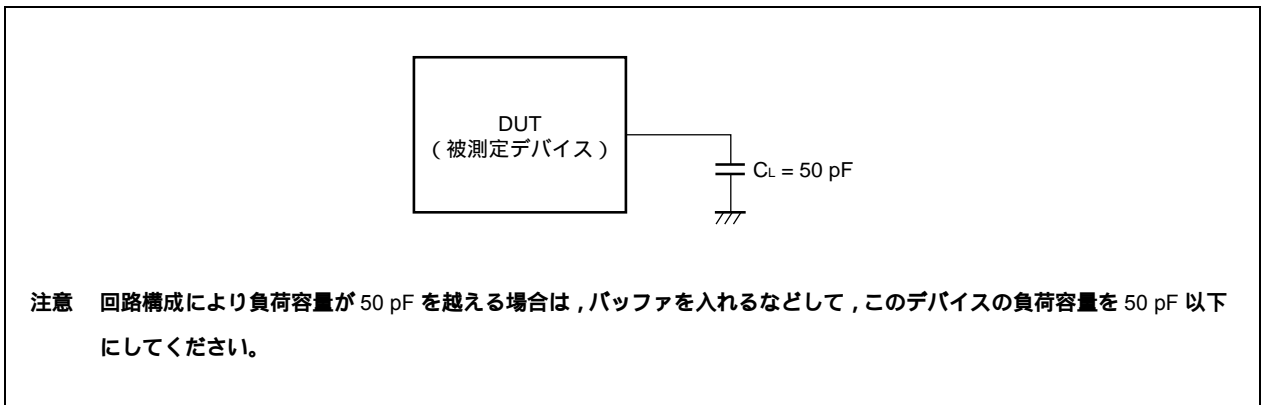 DUT
（被測定デバイス）
CL = 50 pF
注意 回路構成により負荷容量が 50 pF を越える場合は，バッファを入れるなどして，このデバイスの負荷容量を 50 pF 以下
にしてください。